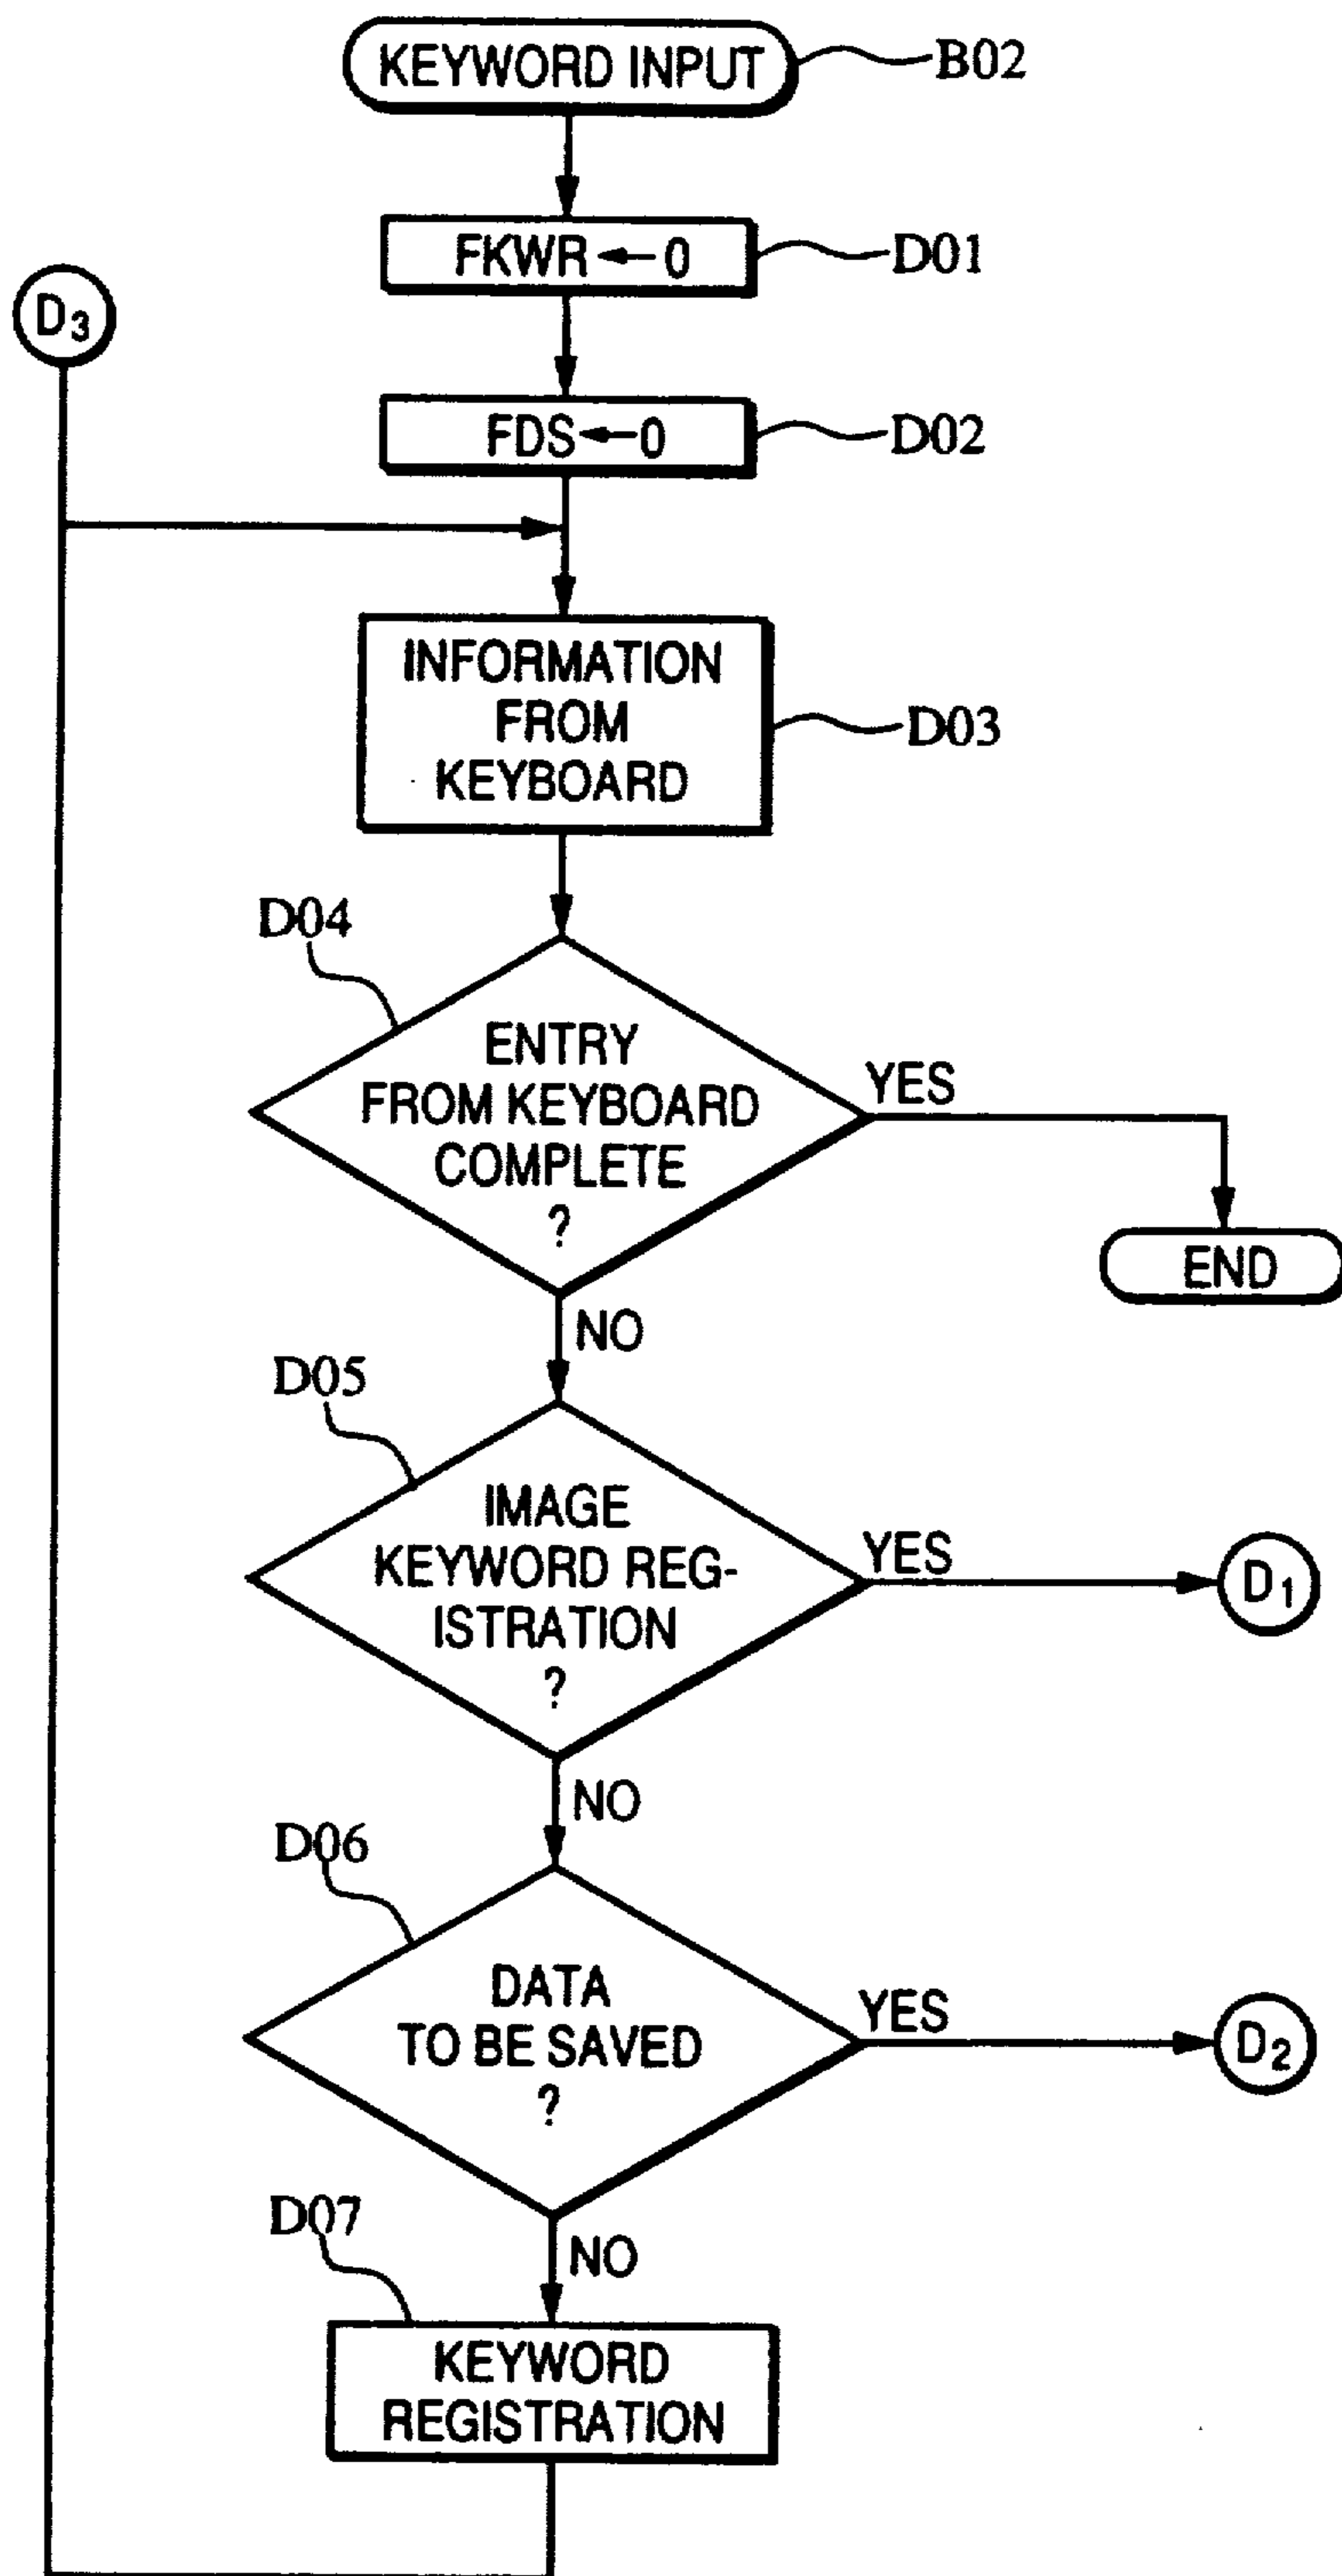 KEYWORD INPUT
B02
FKWR ← 0
D01
D3
FDS ← 0
D02
INFORMATION
FROM
KEYBOARD
D03
D04
ENTRY
FROM KEYBOARD
COMPLETE
?
YES
END
NO
D05
IMAGE
KEYWORD REG-
ISTRATION
?
YES
D1
NO
D06
DATA
TO BE SAVED
?
YES
D2
NO
D07
KEYWORD
REGISTRATION